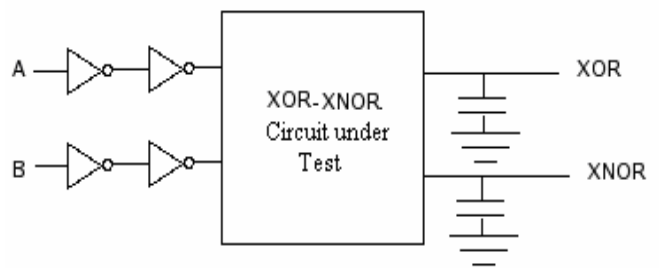 A
B
XOR-XNOR
Circuit under
Test
XOR
XNOR